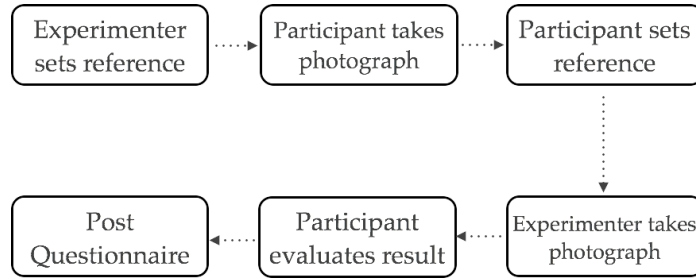 Experimenter
sets reference
Participant takes
photograph
Participant sets
reference
Experimenter takes
photograph
Participant
evaluates result
Post
Questionnaire